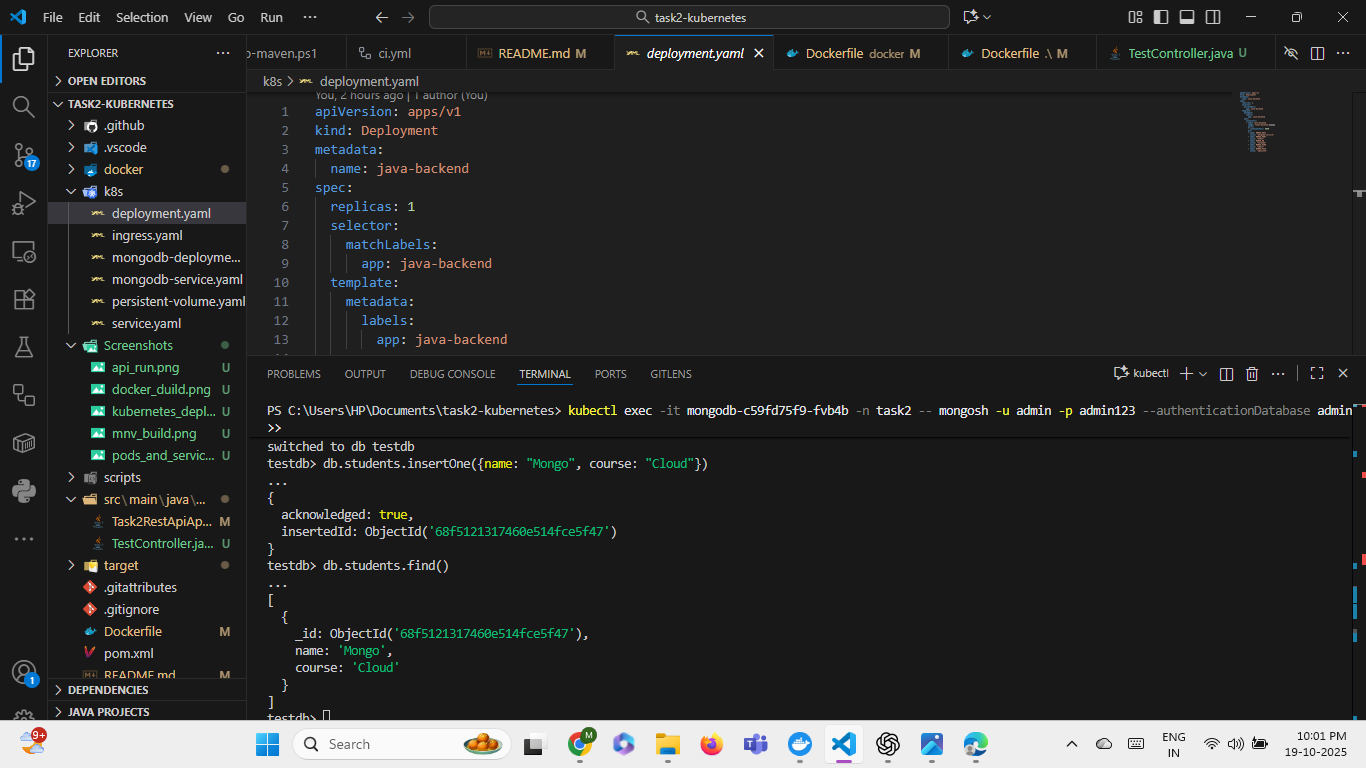 File Edit Selection View Go Run ···
task2-kubernetes
EXPLORER
OPEN EDITORS
TASK2-KUBERNETES
.github
.vscode
docker
k8s
deployment.yaml
ingress.yaml
mongodb-deployme...
mongodb-service.yaml
persistent-volume.yaml
service.yaml
Screenshots
api_run.png U
docker_duild.png U
kubernetes_depl... U
mnv_build.png U
pods_and_servic... U
scripts
src\main\java\...
Task2RestApiAp... M
TestController.ja... U
target
.gitattributes
.gitignore
Dockerfile M
pom.xml
README.md M
DEPENDENCIES
JAVA PROJECTS
17
1
o-maven.ps1
ci.yml
README.md M
deployment.yaml
Dockerfile docker M
Dockerfile .\ M
TestController.java U
k8s > deployment.yaml
You, 2 hours ago | 1 author (You)
1 apiVersion: apps/v1
2 kind: Deployment
3 metadata:
4 name: java-backend
5 spec:
6 replicas: 1
7 selector:
8 matchLabels:
9 app: java-backend
10 template:
11 metadata:
12 labels:
13 app: java-backend
PROBLEMS OUTPUT DEBUG CONSOLE TERMINAL PORTS GITLENS
kubectl
PS C:\Users\HP\Documents\task2-kubernetes> kubectl exec -it mongodb-c59fd75f9-fvb4b -n task2 -- mongosh -u admin -p admin123 --authenticationDatabase admin
>>
switched to db testdb
testdb> db.students.insertOne({name: "Mongo", course: "Cloud"})
...
{
acknowledged: true,
insertedId: ObjectId('68f5121317460e514fce5f47')
}
testdb> db.students.find()
...
[
{
_id: ObjectId('68f5121317460e514fce5f47'),
name: 'Mongo',
course: 'Cloud'
}
]
testdb>
9+
Search
M
ENG
IN
10:01 PM
19-10-2025